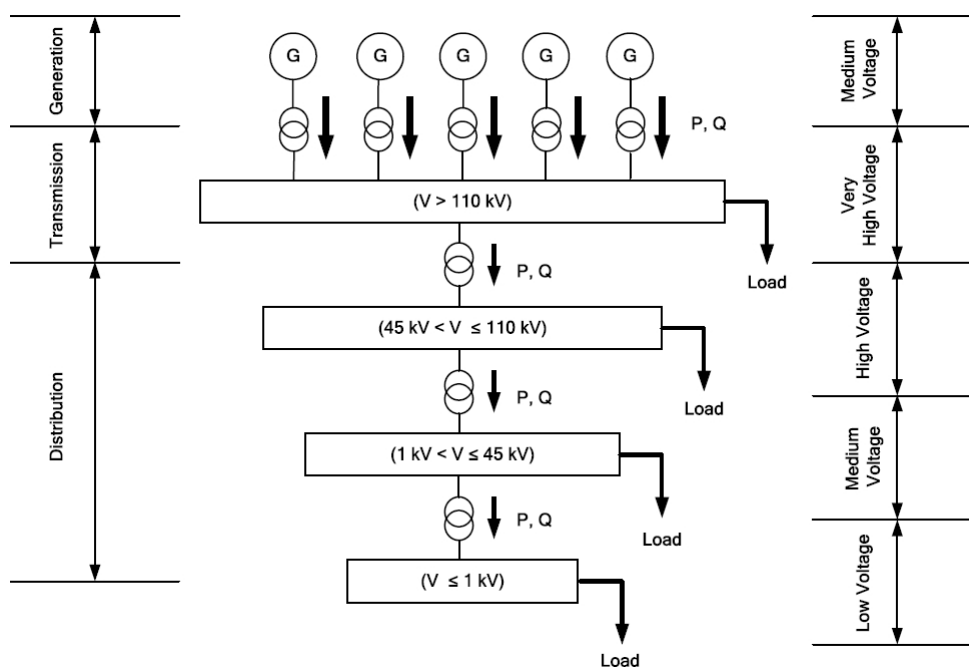 Generation
G
G
G
G
G
Medium
Voltage
P, Q
Transmission
(V > 110 kV)
Very
High Voltage
P, Q
Load
Distribution
(45 kV < V ≤ 110 kV)
High Voltage
P, Q
Load
(1 kV < V ≤ 45 kV)
Medium
Voltage
P, Q
Load
(V ≤ 1 kV)
Low Voltage
Load